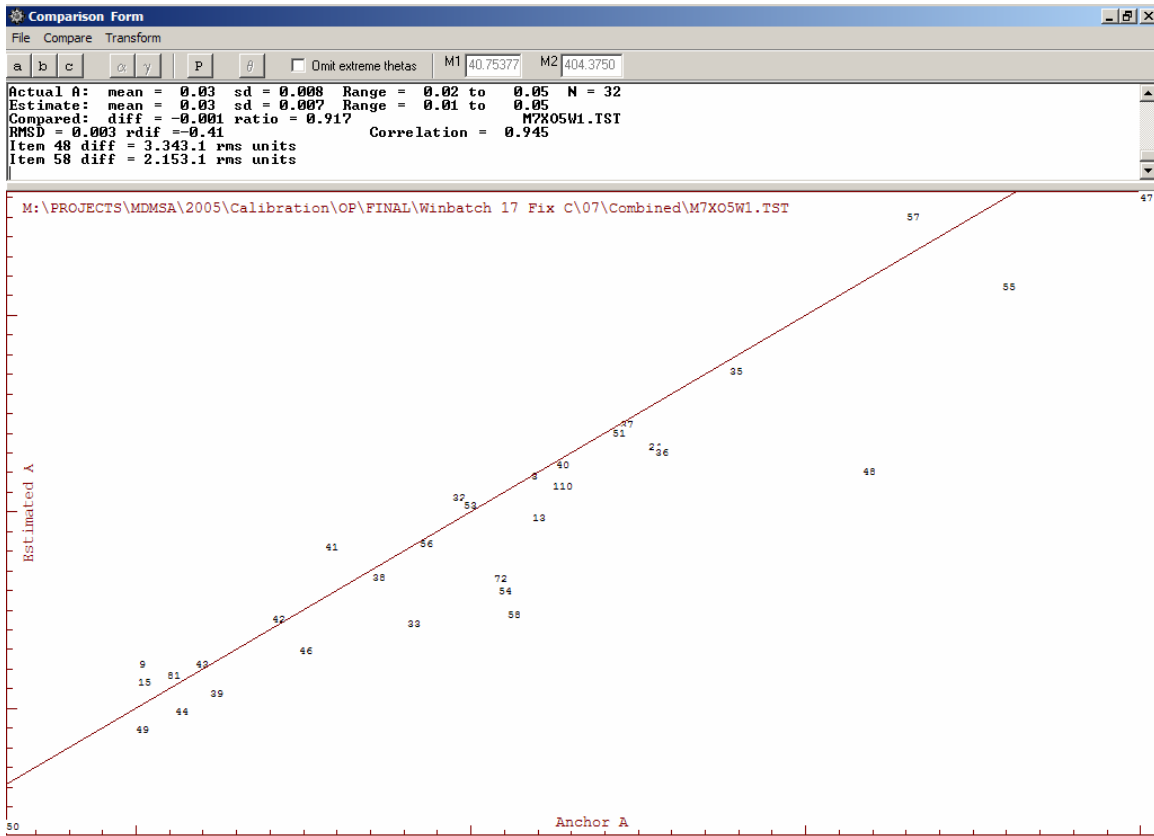 Comparison Form
File Compare Transform
a b c α γ P θ Omit extreme thetas M1 40.75377 M2 404.3750
Actual A: mean = 0.03 sd = 0.008 Range = 0.02 to 0.05 N = 32
Estimate: mean = 0.03 sd = 0.007 Range = 0.01 to 0.05
Compared: diff = -0.001 ratio = 0.917 M7XO5W1.TST
RMSD = 0.003 rdif =-0.41 Correlation = 0.945
Item 48 diff = 3.343.1 rms units
Item 58 diff = 2.153.1 rms units
M:\PROJECTS\MDMSA\2005\Calibration\OP\FINAL\Winbatch 17 Fix C\07\Combined\M7XO5W1.TST
47
57
55
35
51
36
40
48
110
53
13
41
56
38
72
54
58
42
33
46
9
43
81
15
39
44
49
Estimated A
50
Anchor A